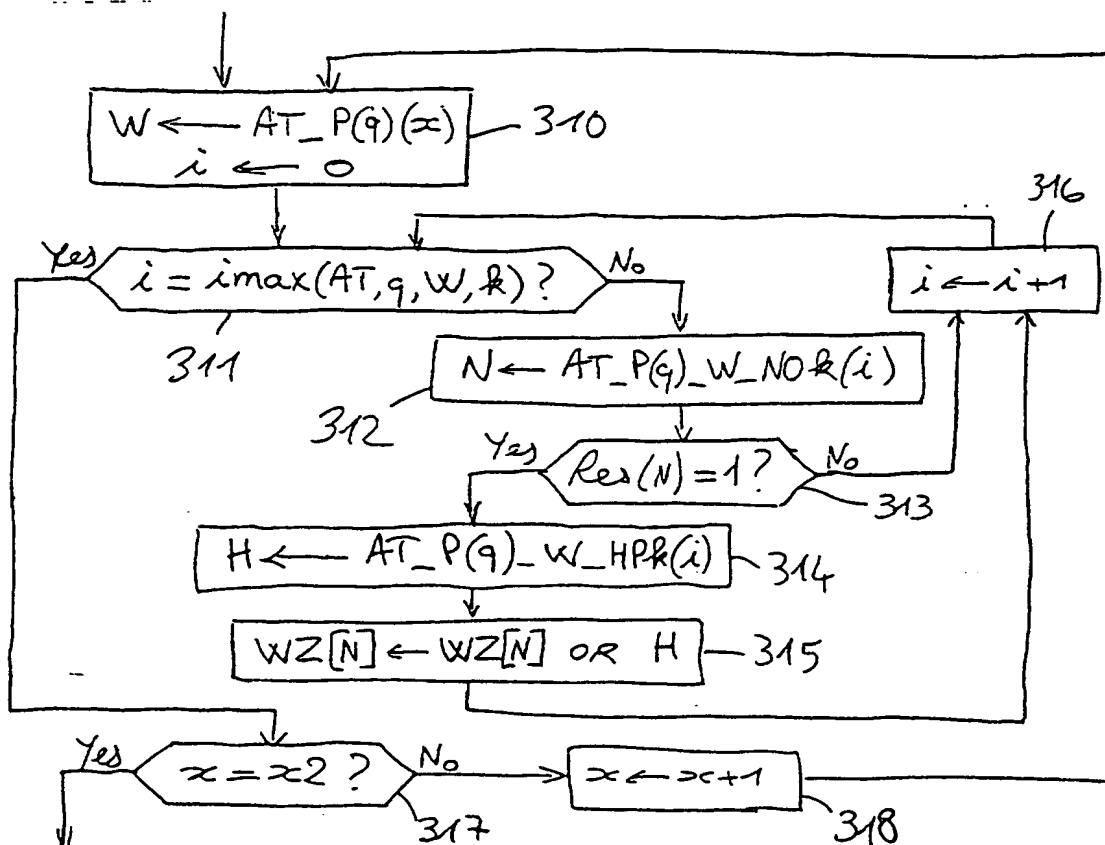 W ← AT_P(q)(x)
i ← 0
310
316
Yes
i = imax(AT, q, W, k) ?
No
i ← i+1
311
N ← AT_P(q)_W_NOk(i)
312
Yes
Res(N) = 1 ?
No
313
H ← AT_P(q)_W_HPk(i)
314
WZ[N] ← WZ[N] OR H
315
Yes
x = x2 ?
No
x ← x+1
317
318